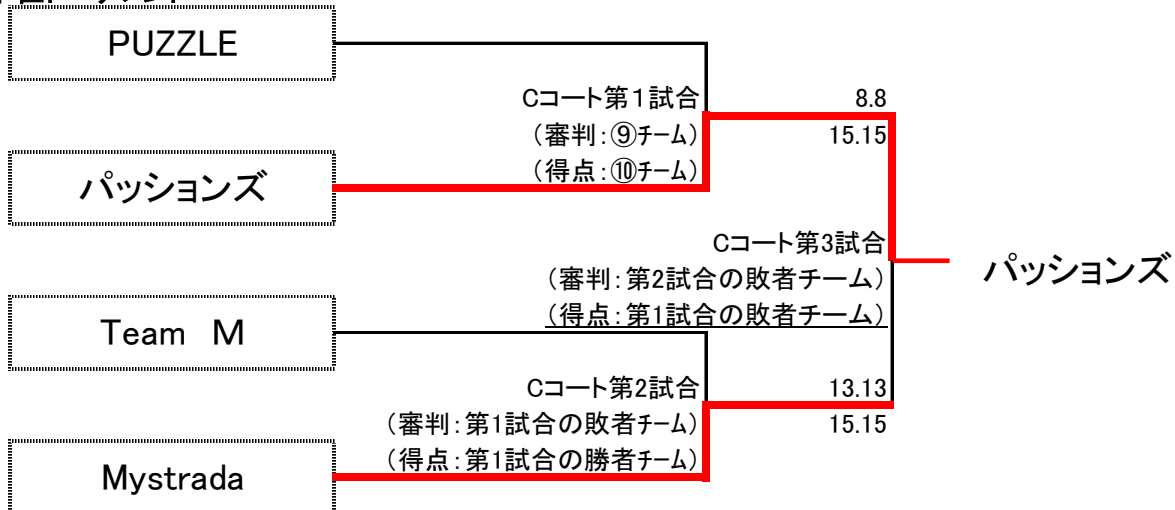 PUZZLE
Cコート第1試合
8.8
(審判:⑨チーム)
15.15
(得点:⑩チーム)
パッションズ
Cコート第3試合
(審判:第2試合の敗者チーム)
(得点:第1試合の敗者チーム)
パッションズ
Team M
Cコート第2試合
13.13
(審判:第1試合の敗者チーム)
15.15
(得点:第1試合の勝者チーム)
Mystrada